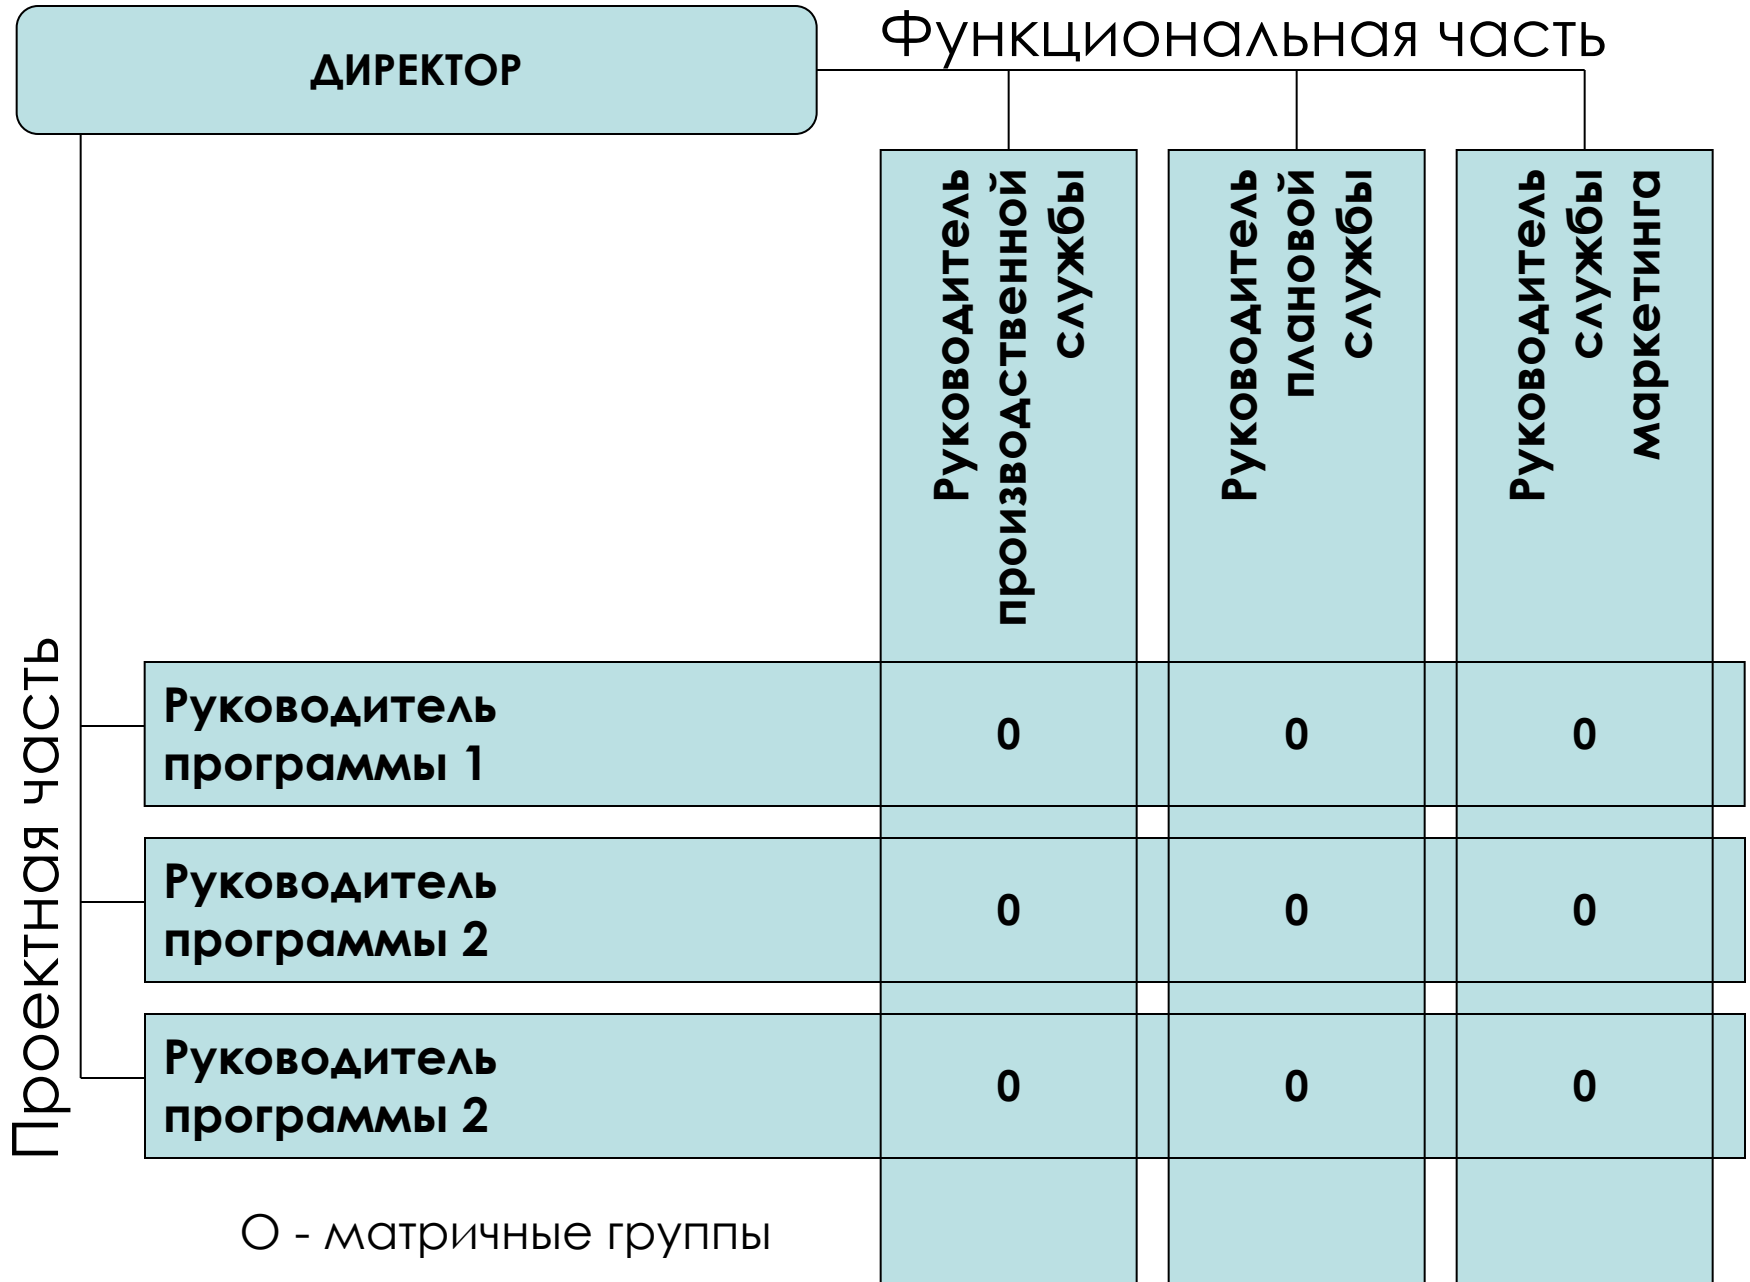 ДИРЕКТОР
Функциональная часть
Руководитель
производственной
службы
Руководитель
плановой
службы
Руководитель
службы
маркетинга
Проектная часть
Руководитель
программы 1
0 0 0
Руководитель
программы 2
0 0 0
Руководитель
программы 2
0 0 0
О - матричные группы